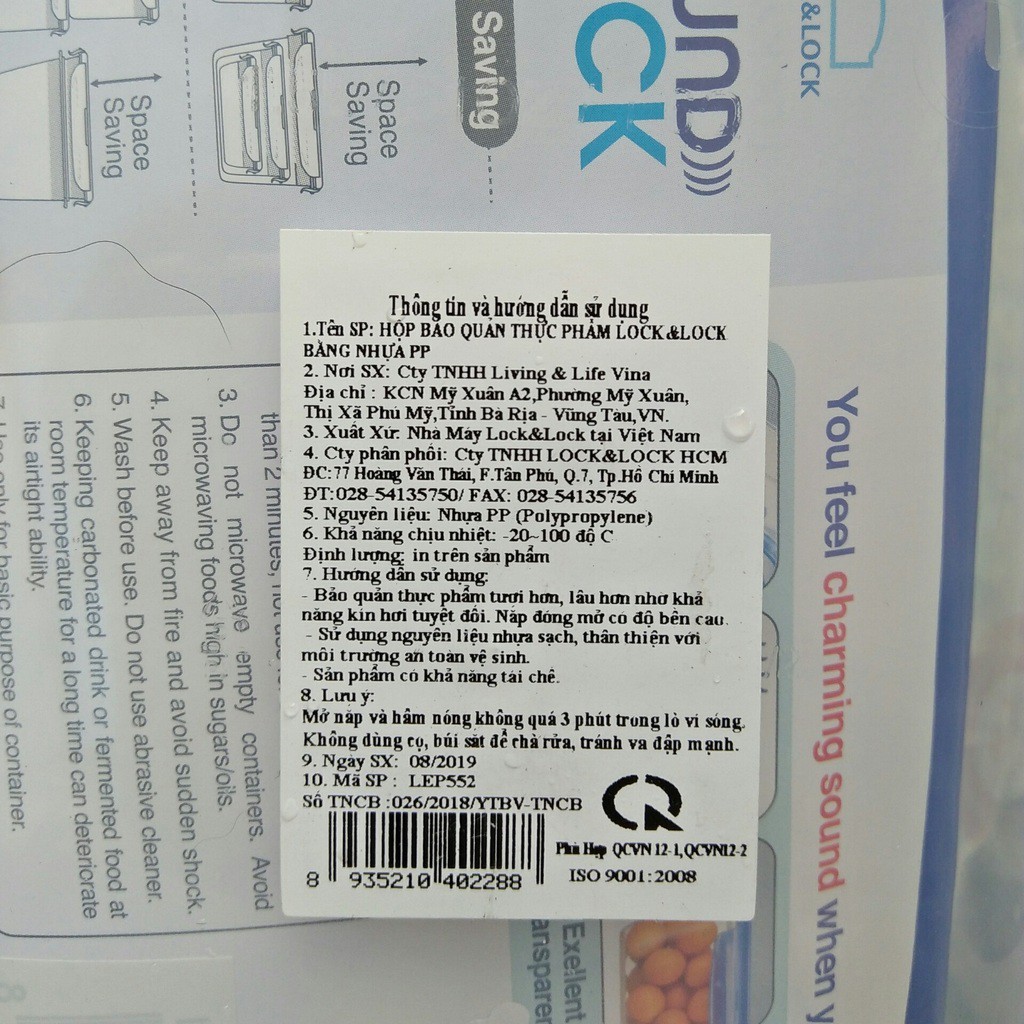 Thông tin và hướng dẫn sử dụng
1.Tên SP: HỘP BẢO QUẢN THỰC PHẨM LOCK&LOCK
BẰNG NHỰA PP
2. Nơi SX: Cty TNHH Living & Life Vina
Địa chỉ : KCN Mỹ Xuân A2,Phường Mỹ Xuân,
Thị Xã Phú Mỹ,Tỉnh Bà Rịa - Vũng Tàu,VN.
3. Xuất Xứ: Nhà Máy Lock&Lock tại Việt Nam
4. Cty phân phối: Cty TNHH LOCK&LOCK HCM
ĐC:77 Hoàng Văn Thái, F.Tân Phú, Q.7, Tp.Hồ Chí Minh
ĐT:028-54135750/ FAX: 028-54135756
5. Nguyên liệu: Nhựa PP (Polypropylene)
6. Khả năng chịu nhiệt: -20~100 độ C
Định lượng: in trên sản phẩm
7. Hướng dẫn sử dụng:
- Bảo quản thực phẩm tươi hơn, lâu hơn nhờ khả
năng kín hơi tuyệt đối. Nắp đóng mở có độ bền cao.
- Sử dụng nguyên liệu nhựa sạch, thân thiện với
môi trường an toàn vệ sinh.
- Sản phẩm có khả năng tái chế.
8. Lưu ý:
Mở nắp và hâm nóng không quá 3 phút trong lò vi sóng.
Không dùng cọ, búi sắt để chà rửa, tránh va đập mạnh.
9. Ngày SX: 08/2019
10. Mã SP : LEP552
Số TNCB :026/2018/YTBV-TNCB
Phù Hợp QCVN 12-1,QCVN12-2
ISO 9001:2008
8 935210 402288
&LOCK
UND
CK
Saving
Space
Saving
Space
Saving
You feel charming sound when y
than 2 minutes,
3. Do not microwave empty containers. Avoid
microwaving foods high in sugars/oils.
4. Keep away from fire and avoid sudden shock.
5. Wash before use. Do not use abrasive cleaner.
6. Keeping carbonated drink or fermented food at
room temperature for a long time can deteriorate
its airtight ability.
7. Use only for basic purpose of container.
Exellent
ansparen